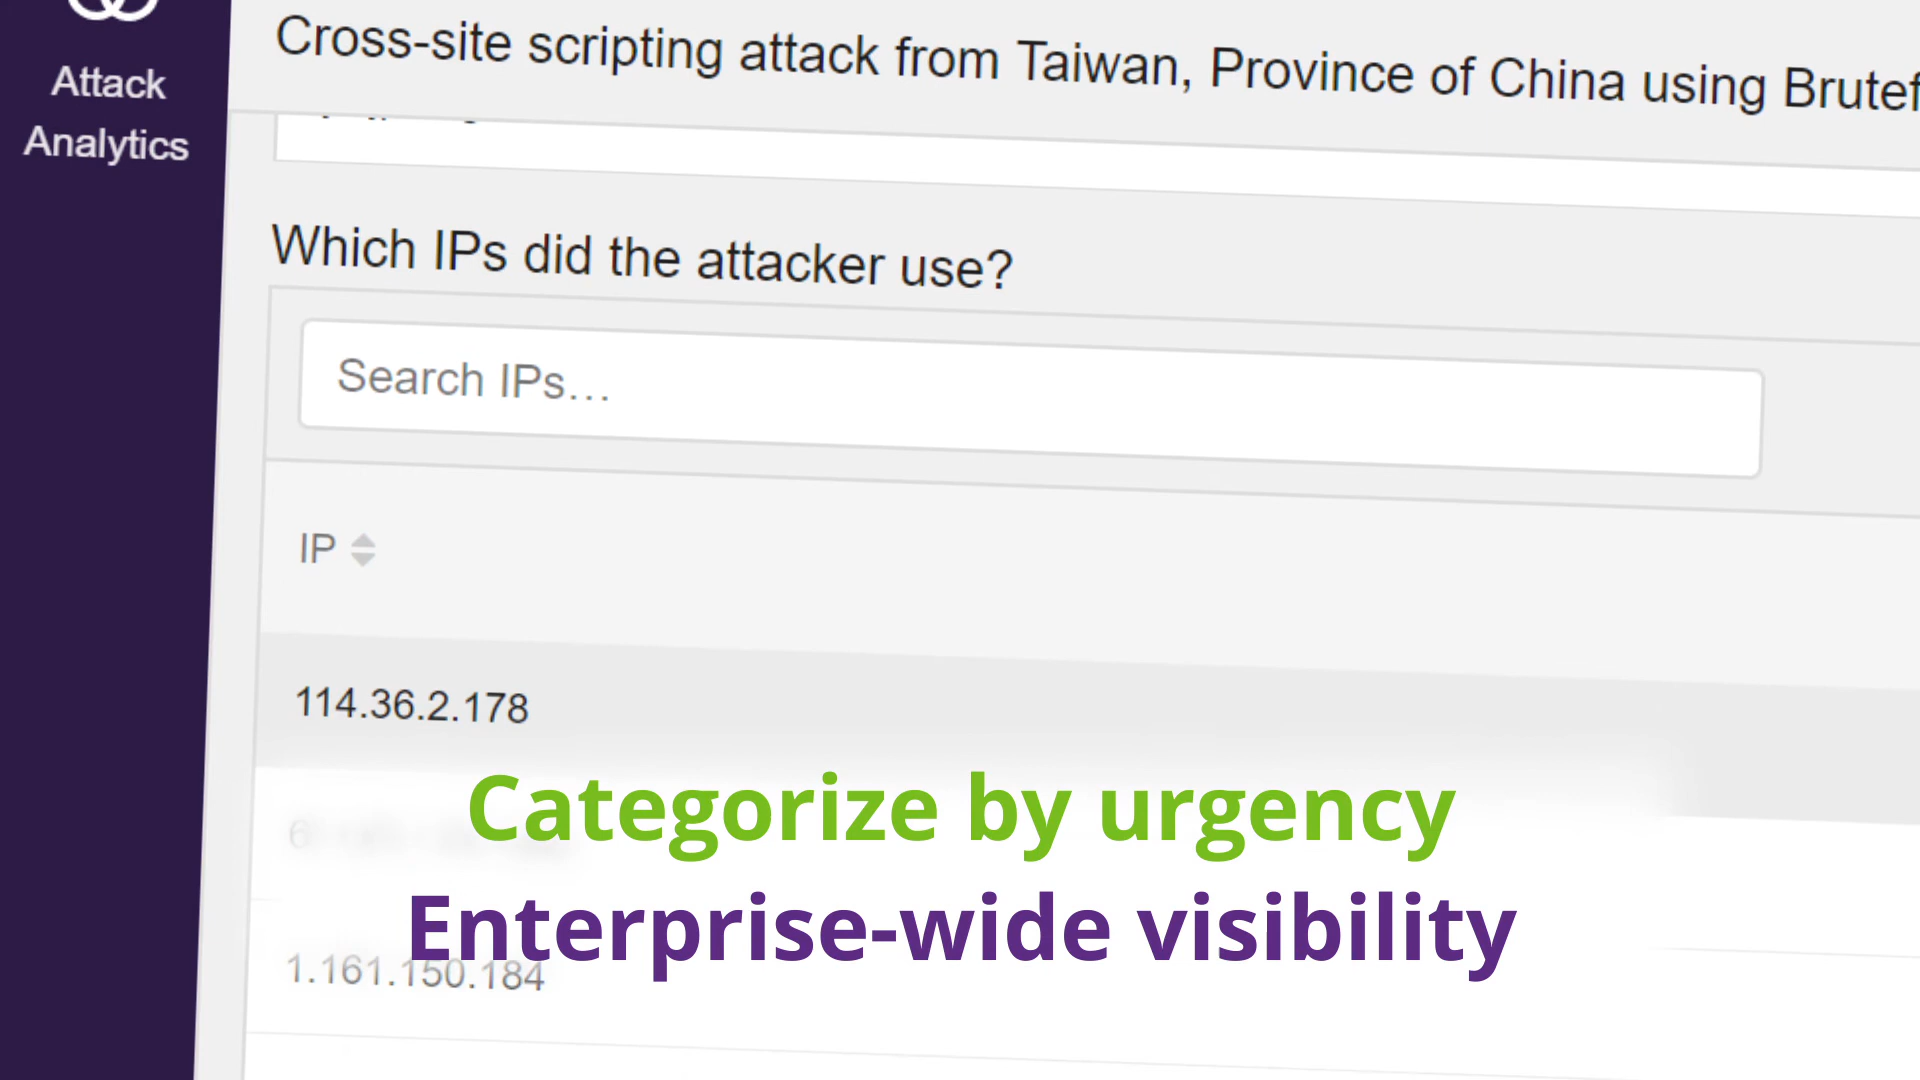 Attack
Analytics
Cross-site scripting attack from Taiwan, Province of China using
Which IPs did the attacker use?
Search IPs...
IP
114.36.2.178
Categorize by urgency
Enterprise-wide visibility
1.161.150.184